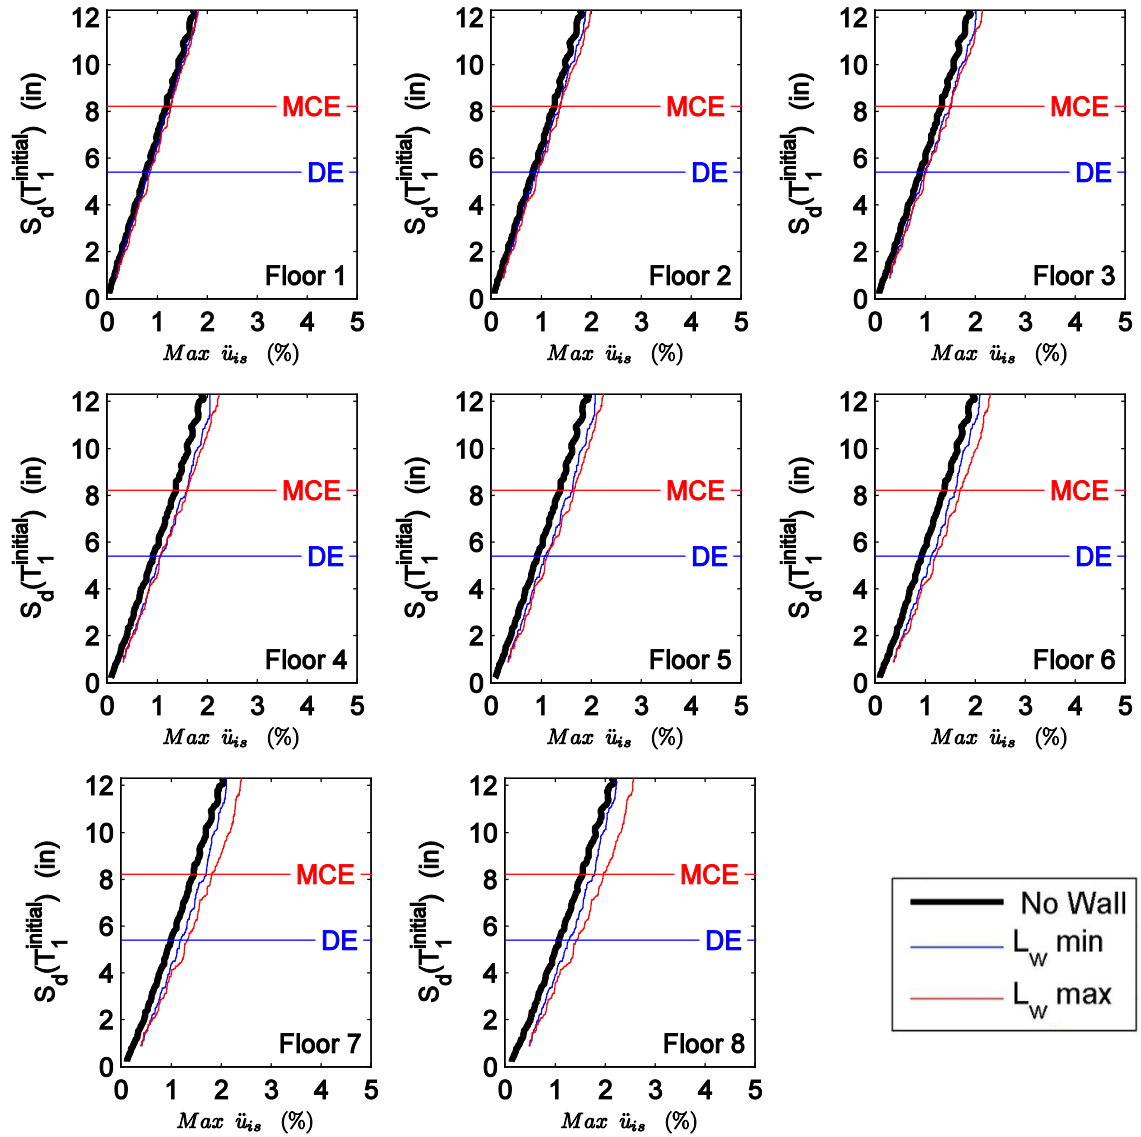 12
10
8
6
4
2
0
S_d(T_1^initial) (in)
MCE
DE
Floor 1
0 1 2 3 4 5
Max ü_is (%)
12
10
8
6
4
2
0
S_d(T_1^initial) (in)
MCE
DE
Floor 2
0 1 2 3 4 5
Max ü_is (%)
12
10
8
6
4
2
0
S_d(T_1^initial) (in)
MCE
DE
Floor 3
0 1 2 3 4 5
Max ü_is (%)
12
10
8
6
4
2
0
S_d(T_1^initial) (in)
MCE
DE
Floor 4
0 1 2 3 4 5
Max ü_is (%)
12
10
8
6
4
2
0
S_d(T_1^initial) (in)
MCE
DE
Floor 5
0 1 2 3 4 5
Max ü_is (%)
12
10
8
6
4
2
0
S_d(T_1^initial) (in)
MCE
DE
Floor 6
0 1 2 3 4 5
Max ü_is (%)
12
10
8
6
4
2
0
S_d(T_1^initial) (in)
MCE
DE
Floor 7
0 1 2 3 4 5
Max ü_is (%)
12
10
8
6
4
2
0
S_d(T_1^initial) (in)
MCE
DE
Floor 8
0 1 2 3 4 5
Max ü_is (%)
No Wall
L_w min
L_w max